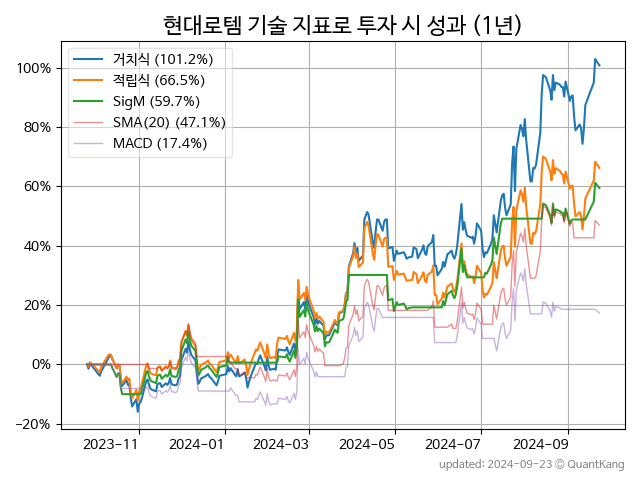 현대로템 기술 지표로 투자 시 성과 (1년)
거치식 (101.2%)
적립식 (66.5%)
SigM (59.7%)
SMA(20) (47.1%)
MACD (17.4%)
100%
80%
60%
40%
20%
0%
−20%
2023-11 2024-01 2024-03 2024-05 2024-07 2024-09
updated: 2024-09-23 © QuantKang